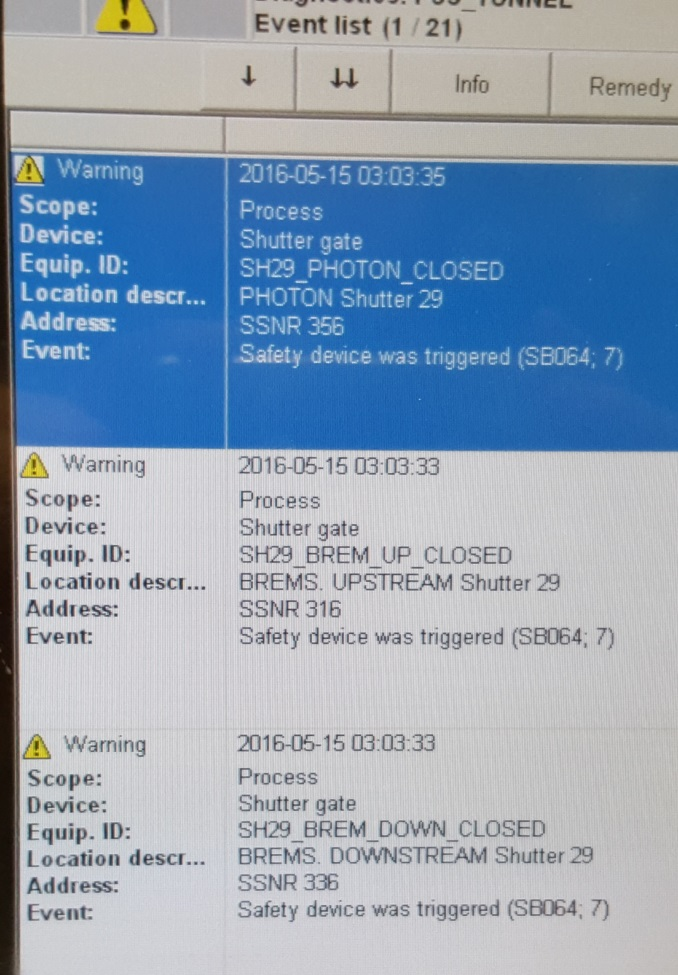 Event list (1 / 21)
Info Remedy
Warning 2016-05-15 03:03:35
Scope: Process
Device: Shutter gate
Equip. ID: SH29_PHOTON_CLOSED
Location descr... PHOTON Shutter 29
Address: SSNR 356
Event: Safety device was triggered (SB064; 7)
Warning 2016-05-15 03:03:33
Scope: Process
Device: Shutter gate
Equip. ID: SH29_BREM_UP_CLOSED
Location descr... BREMS. UPSTREAM Shutter 29
Address: SSNR 316
Event: Safety device was triggered (SB064; 7)
Warning 2016-05-15 03:03:33
Scope: Process
Device: Shutter gate
Equip. ID: SH29_BREM_DOWN_CLOSED
Location descr... BREMS. DOWNSTREAM Shutter 29
Address: SSNR 336
Event: Safety device was triggered (SB064; 7)